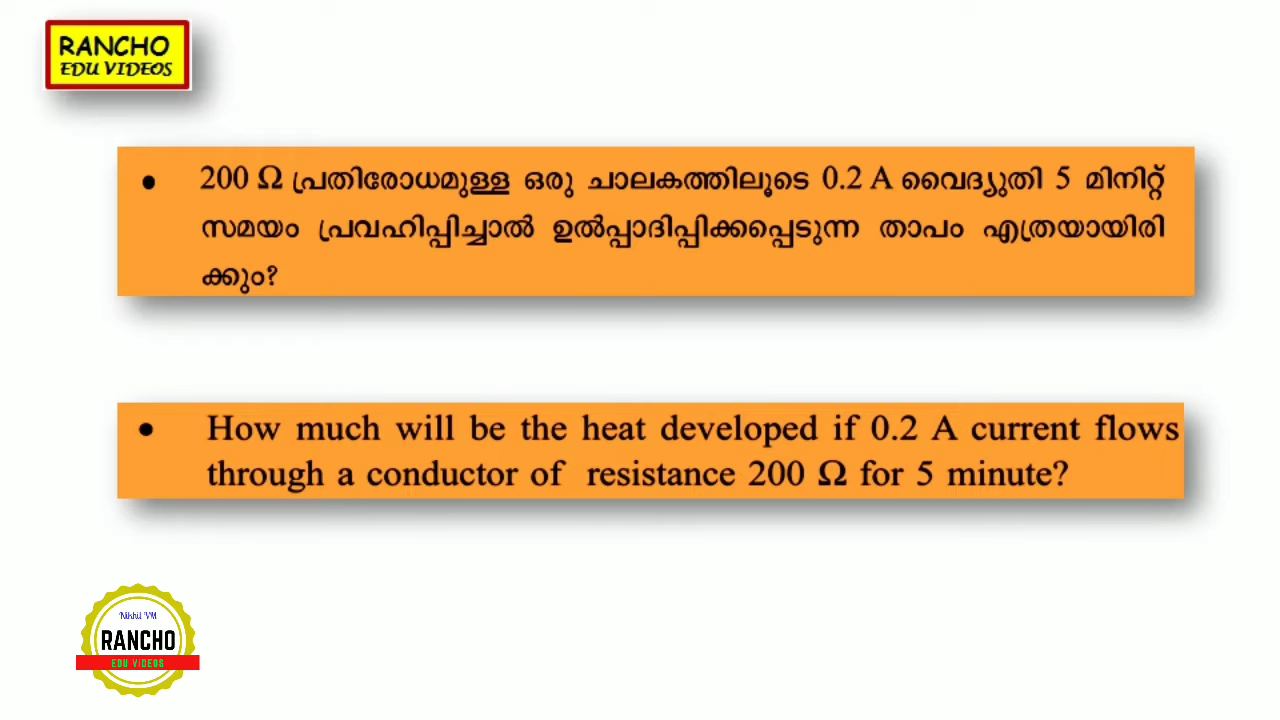 RANCHO
EDU VIDEOS
• 200 Ω പ്രതിരോധമുള്ള ഒരു ചാലകത്തിലൂടെ 0.2 A വൈദ്യുതി 5 മിനിറ്റ്
സമയം പ്രവഹിപ്പിച്ചാൽ ഉൽപ്പാദിപ്പിക്കപ്പെടുന്ന താപം എത്രയായിരി
ക്കും?
• How much will be the heat developed if 0.2 A current flows
through a conductor of resistance 200 Ω for 5 minute?
Nikhil VM
RANCHO
EDU VIDEOS